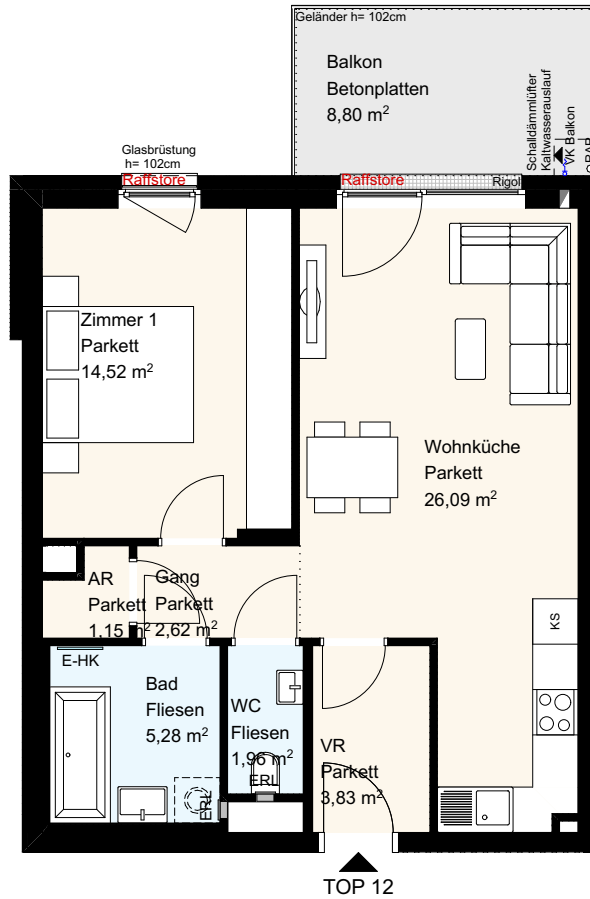 Geländer h= 102cm
Balkon
Betonplatten
8,80 m²
Schalldämmlüfter
Kaltwasserauslauf
V/K Balkon
Glasbrüstung
h= 102cm
Raffstore
Raffstore
Rigol
Zimmer 1
Parkett
14,52 m²
Wohnküche
Parkett
26,09 m²
AR
Parkett
1,15 m²
Gang
Parkett
2,62 m²
KS
E-HK
Bad
Fliesen
5,28 m²
WC
Fliesen
1,96 m²
VR
Parkett
3,83 m²
ERL
ERL
TOP 12